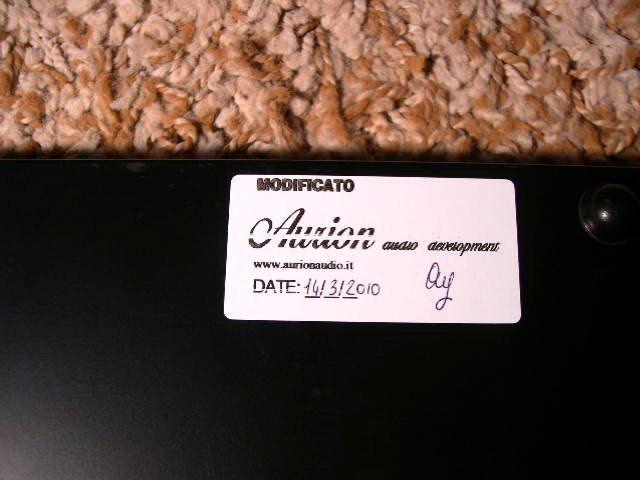 MODIFICATO
Aurion audio development
www.aurionaudio.it
DATE: 14/3/2010